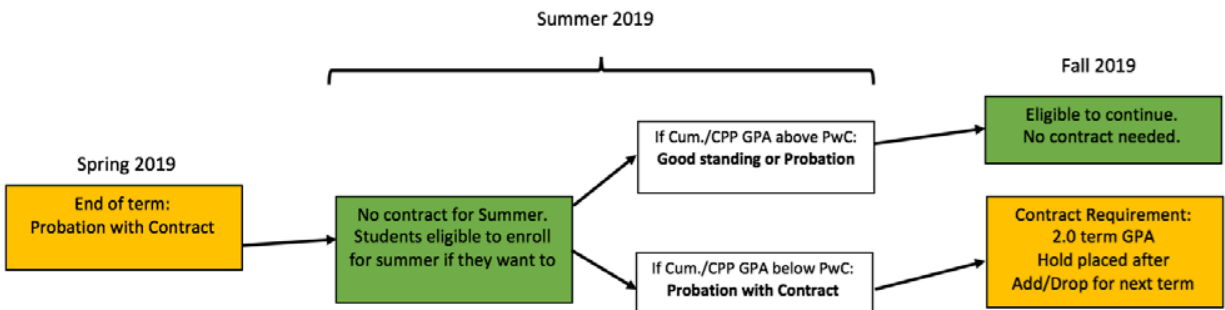 Summer 2019
Fall 2019
Spring 2019
End of term:
Probation with Contract
No contract for Summer.
Students eligible to enroll
for summer if they want to
If Cum./CPP GPA above PwC:
Good standing or Probation
If Cum./CPP GPA below PwC:
Probation with Contract
Eligible to continue.
No contract needed.
Contract Requirement:
2.0 term GPA
Hold placed after
Add/Drop for next term